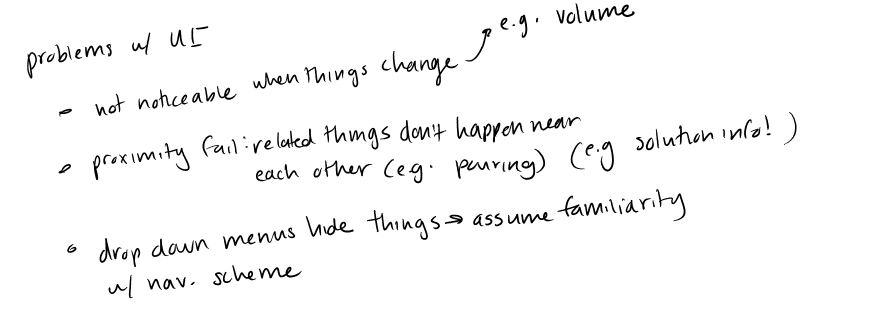 problems w/ UI
- not noticeable when things change → e.g. volume
• proximity fail: related things don't happen near
each other (e.g. pouring) (e.g solution info!)
• drop down menus hide things → assume familiarity
w/ nav. scheme